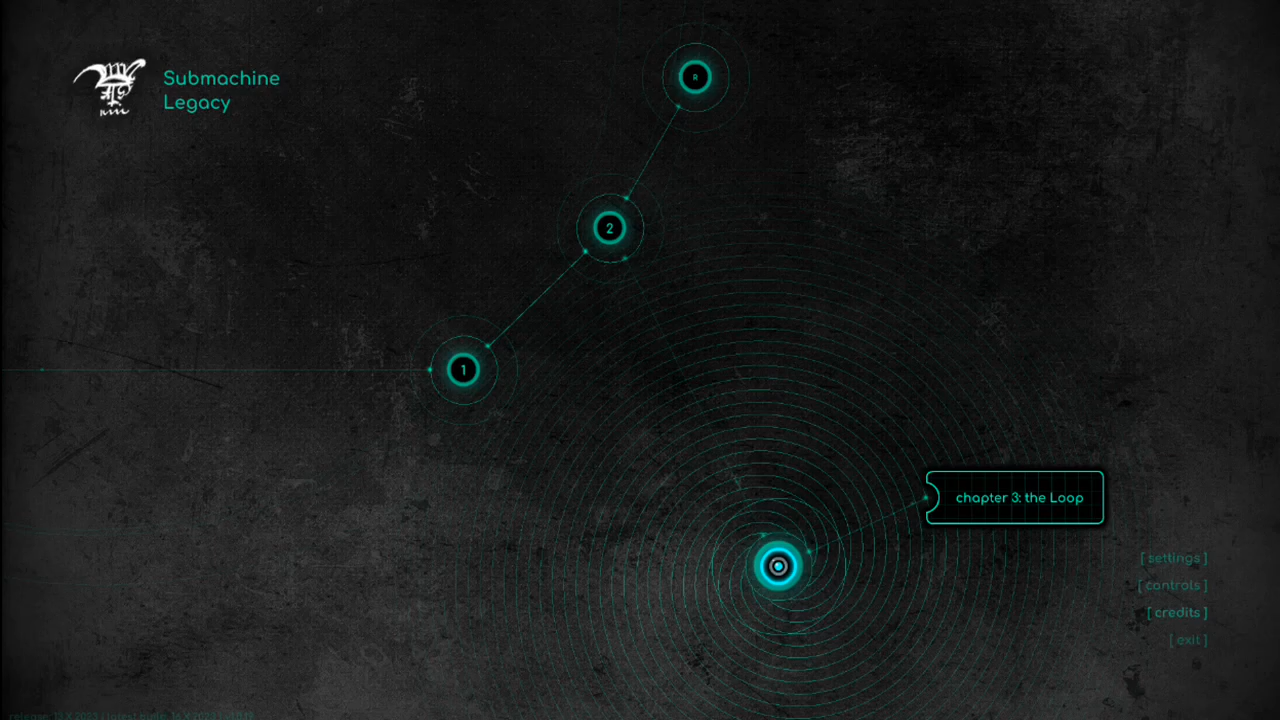 Submachine
Legacy
R
2
1
chapter 3: the Loop
[ settings ]
[ controls ]
[ credits ]
[ exit ]